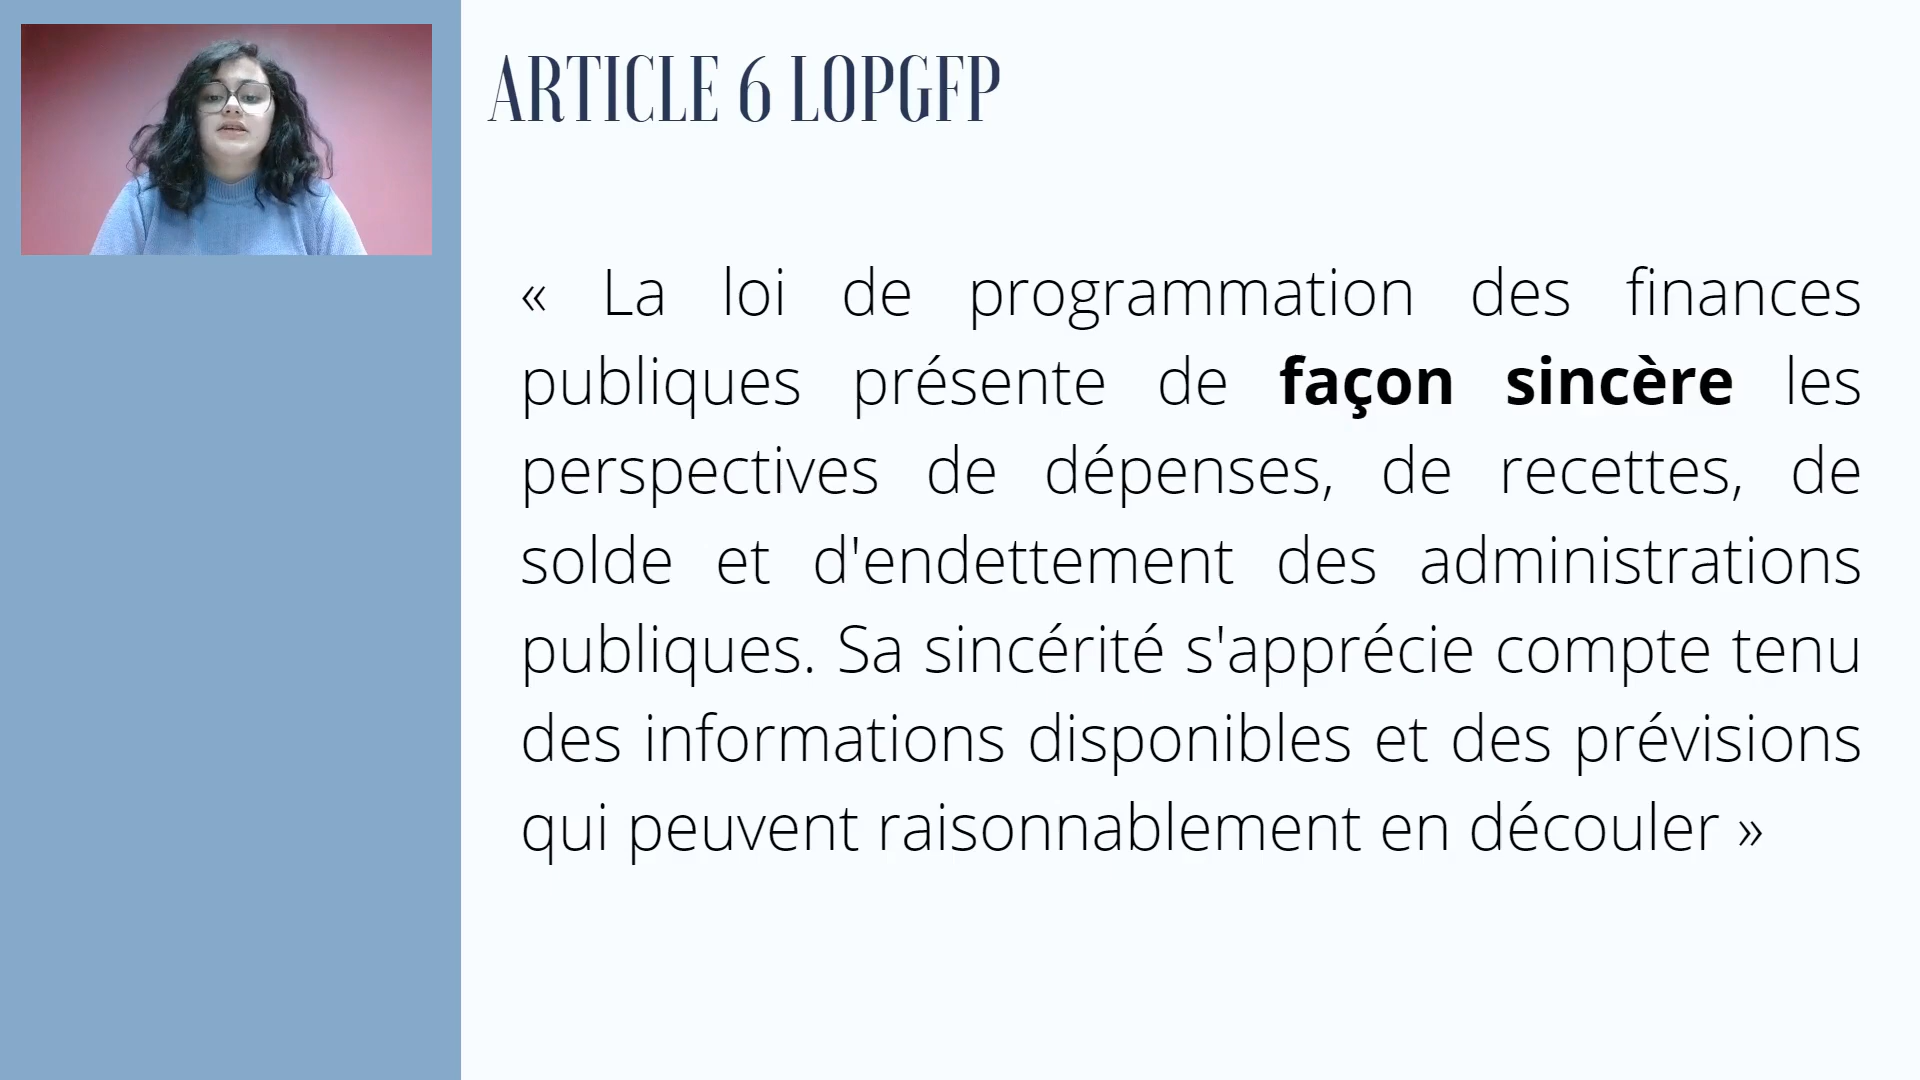 ARTICLE 6 LOPGFP
« La loi de programmation des finances
publiques présente de façon sincère les
perspectives de dépenses, de recettes, de
solde et d'endettement des administrations
publiques. Sa sincérité s'apprécie compte tenu
des informations disponibles et des prévisions
qui peuvent raisonnablement en découler »